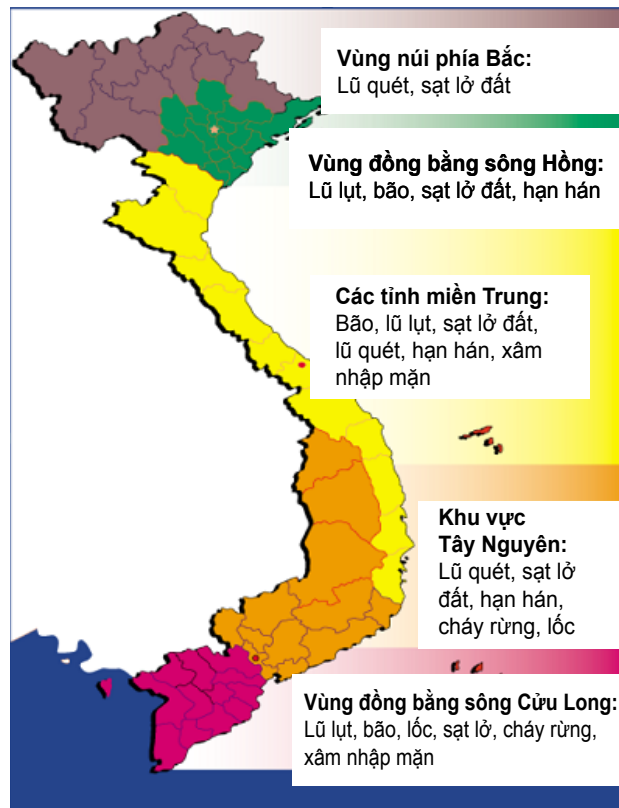 Vùng núi phía Bắc:
Lũ quét, sạt lở đất
Vùng đồng bằng sông Hồng:
Lũ lụt, bão, sạt lở đất, hạn hán
Các tỉnh miền Trung:
Bão, lũ lụt, sạt lở đất,
lũ quét, hạn hán, xâm
nhập mặn
Khu vực
Tây Nguyên:
Lũ quét, sạt lở
đất, hạn hán,
cháy rừng, lốc
Vùng đồng bằng sông Cửu Long:
Lũ lụt, bão, lốc, sạt lở, cháy rừng,
xâm nhập mặn